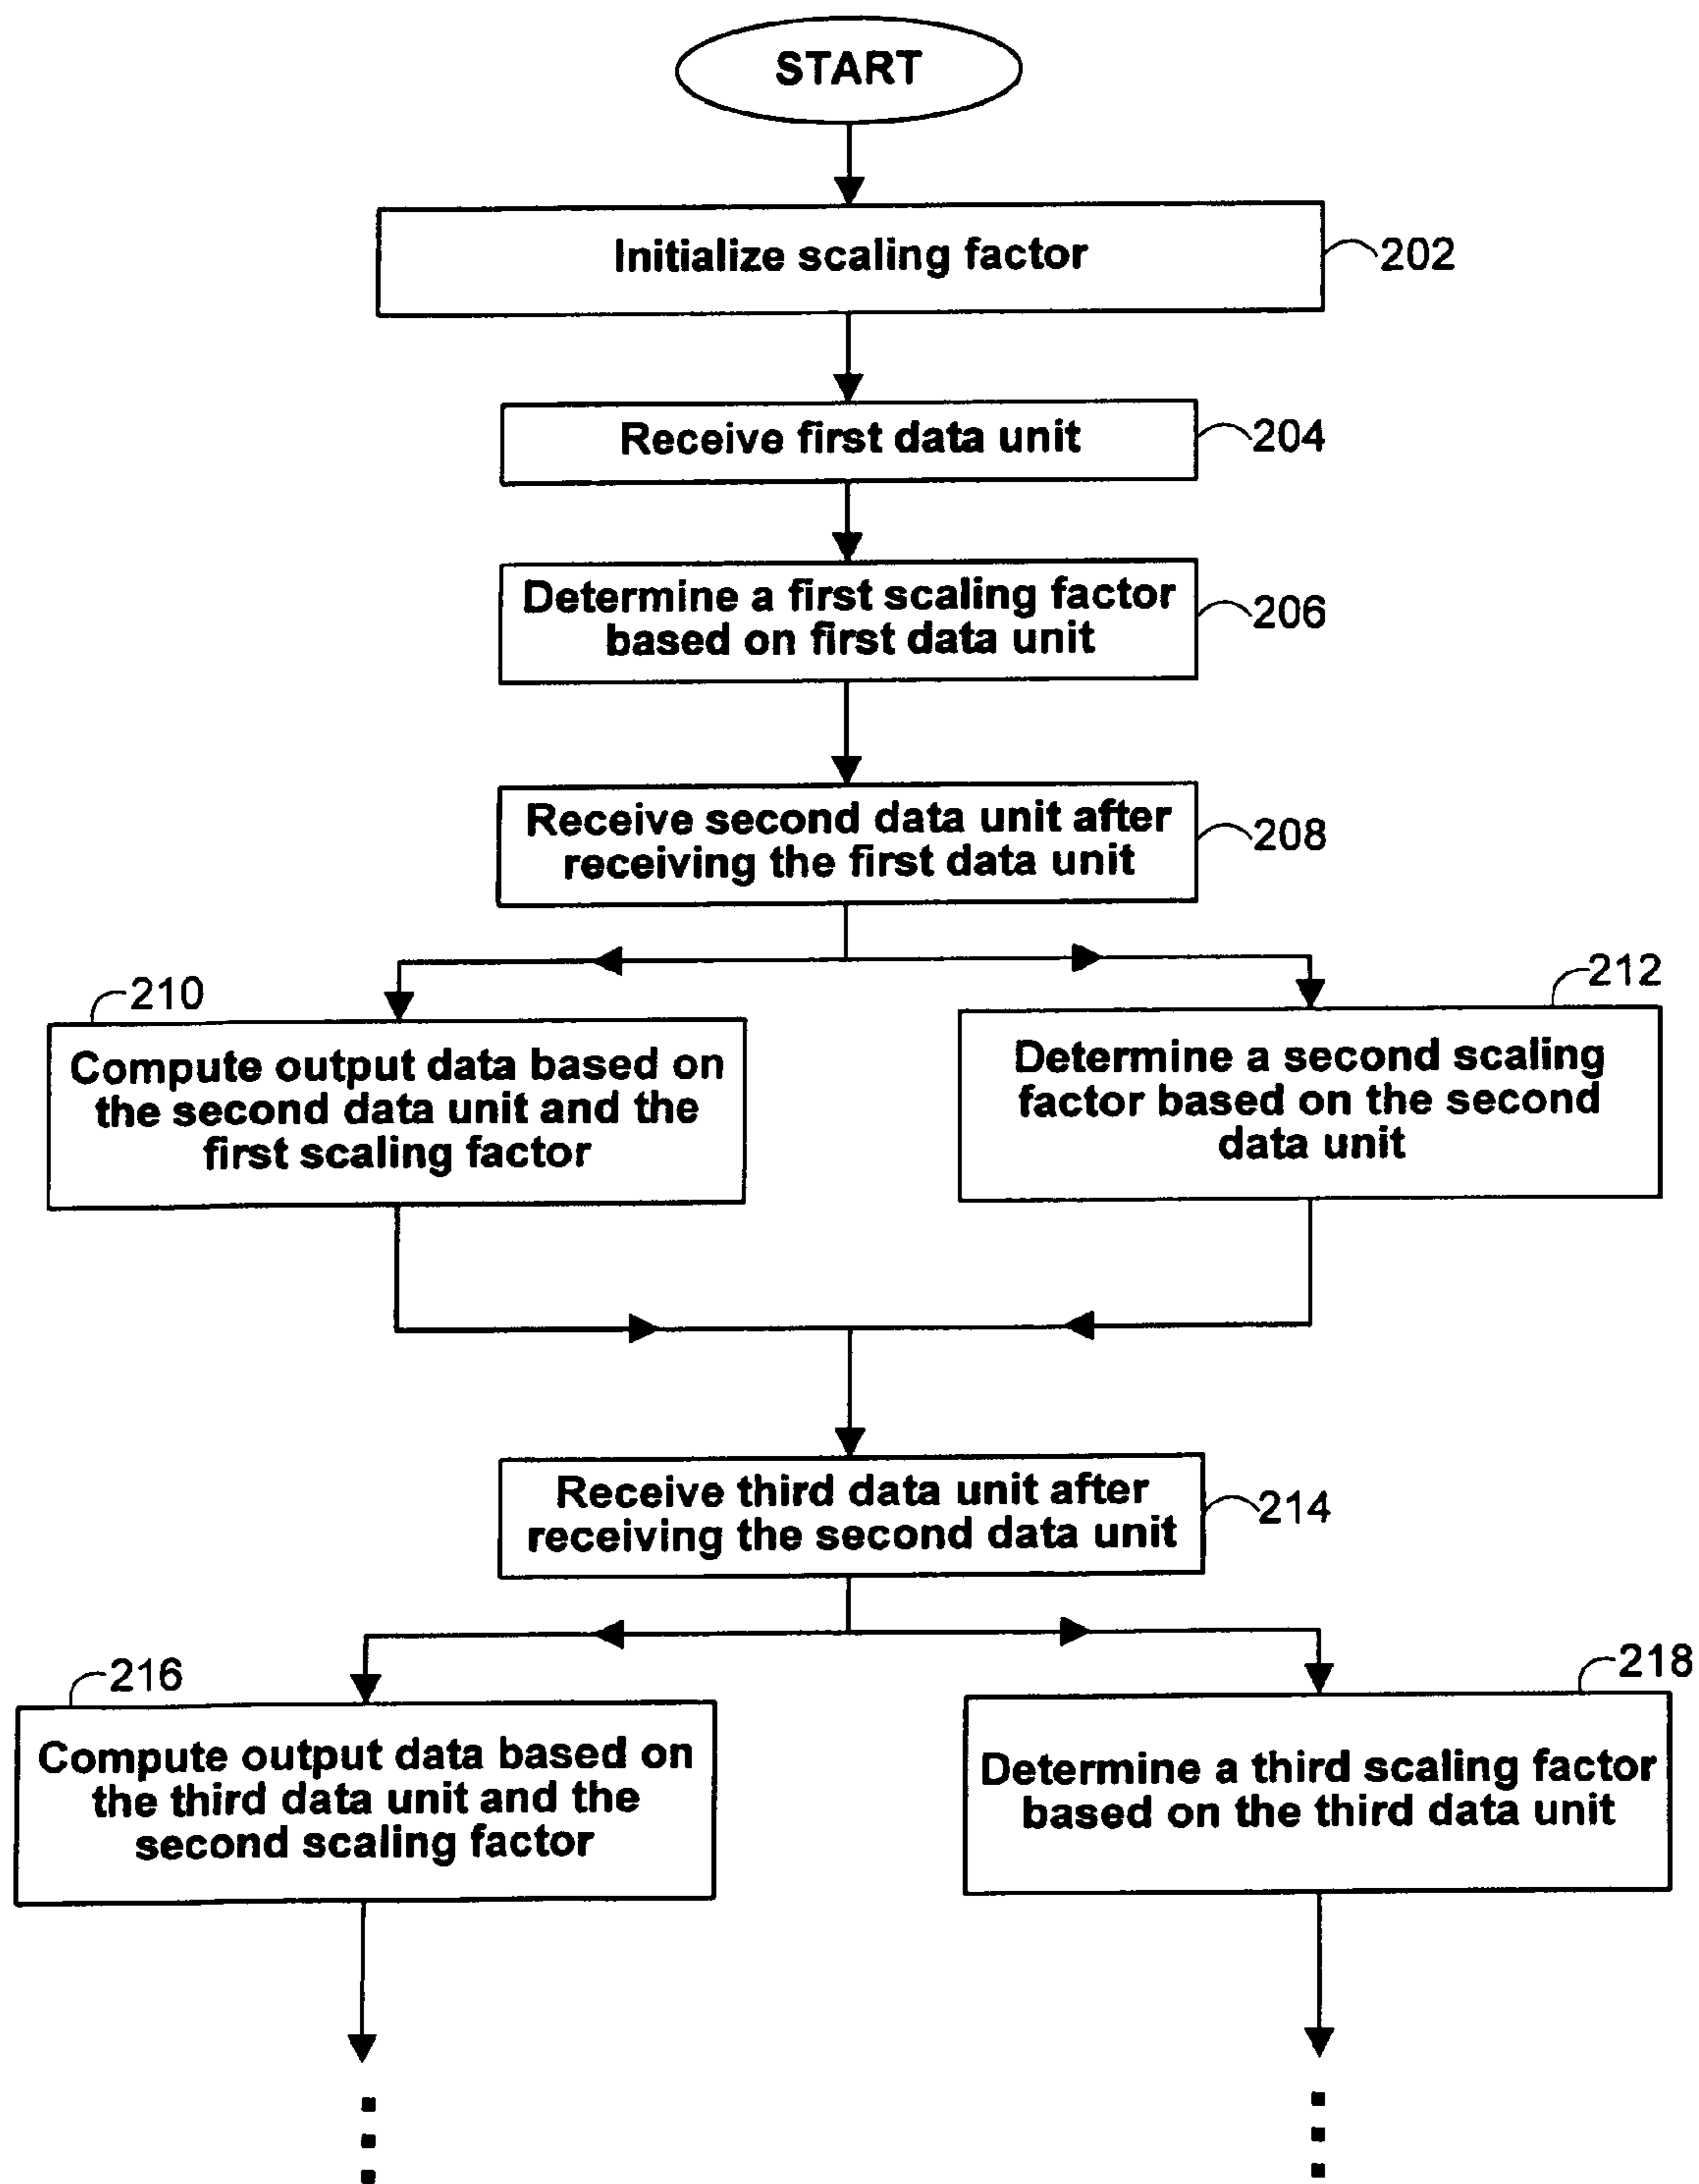 START
Initialize scaling factor
202
Receive first data unit
204
Determine a first scaling factor
based on first data unit
206
Receive second data unit after
receiving the first data unit
208
210
Compute output data based on
the second data unit and the
first scaling factor
212
Determine a second scaling
factor based on the second
data unit
Receive third data unit after
receiving the second data unit
214
216
Compute output data based on
the third data unit and the
second scaling factor
218
Determine a third scaling factor
based on the third data unit